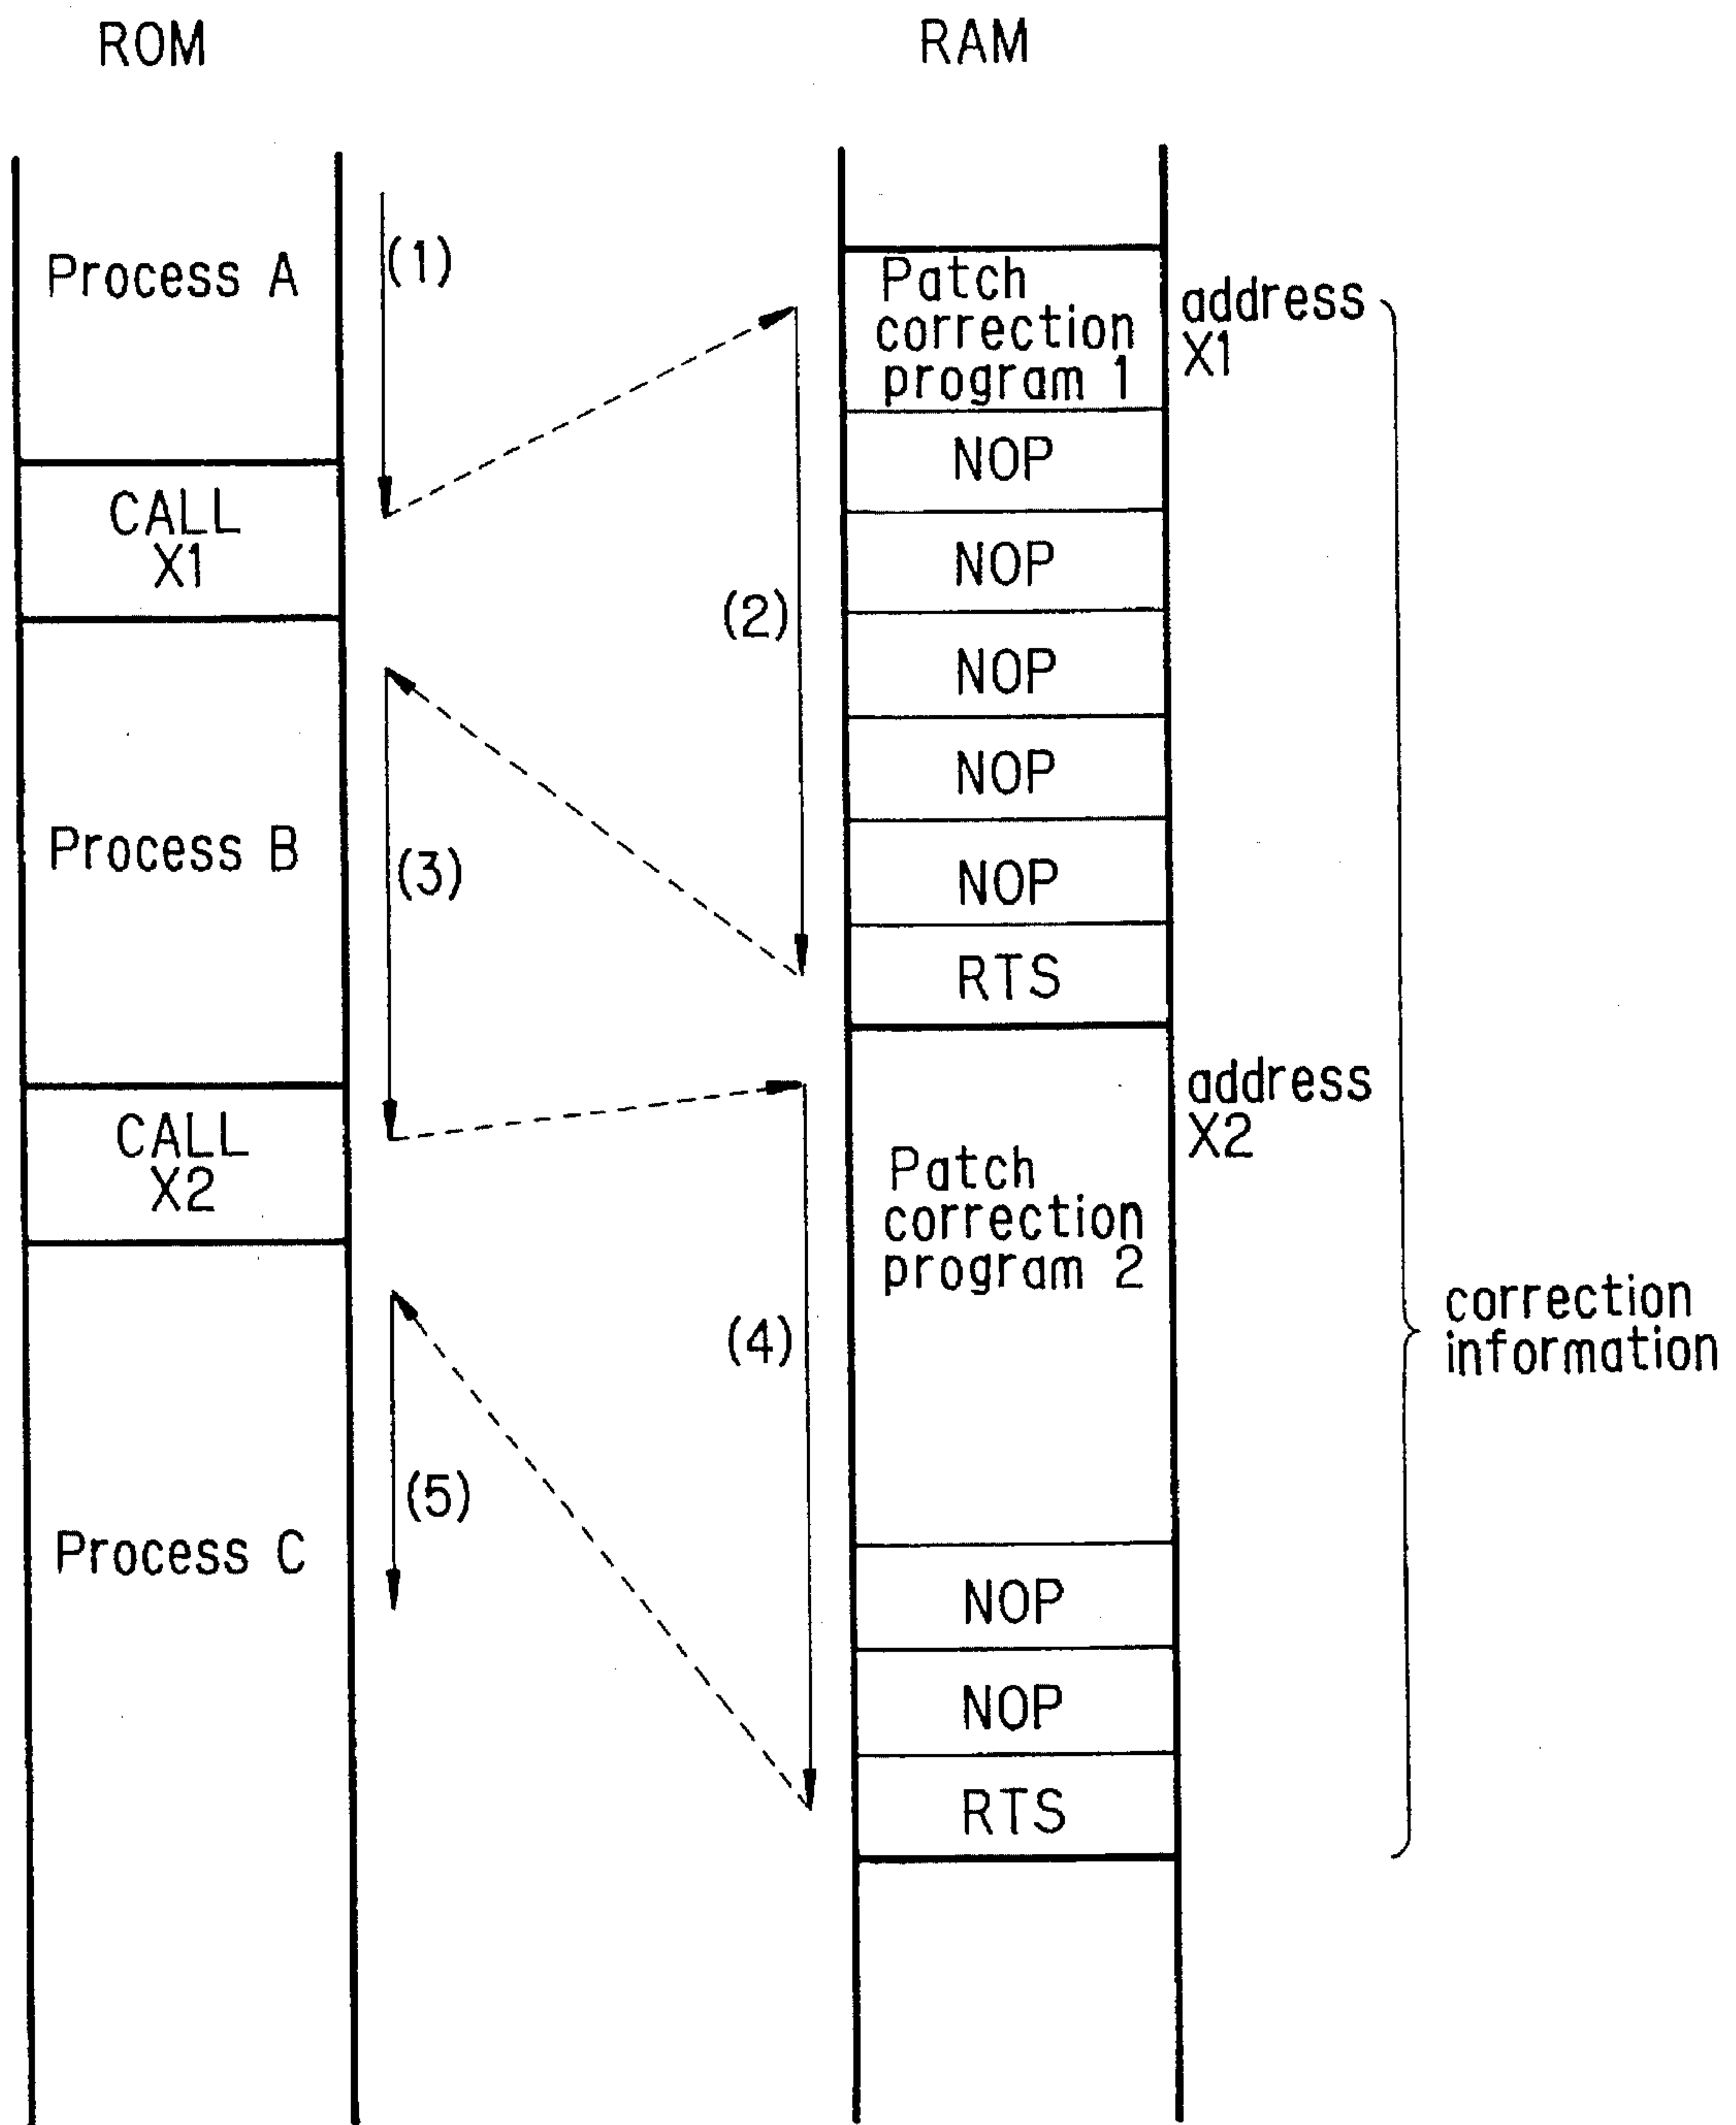 ROM
RAM
Process A
(1)
Patch
correction
program 1
address
X1
NOP
CALL
X1
NOP
(2)
NOP
NOP
Process B
(3)
NOP
RTS
address
X2
CALL
X2
Patch
correction
program 2
correction
information
(4)
(5)
Process C
NOP
NOP
RTS